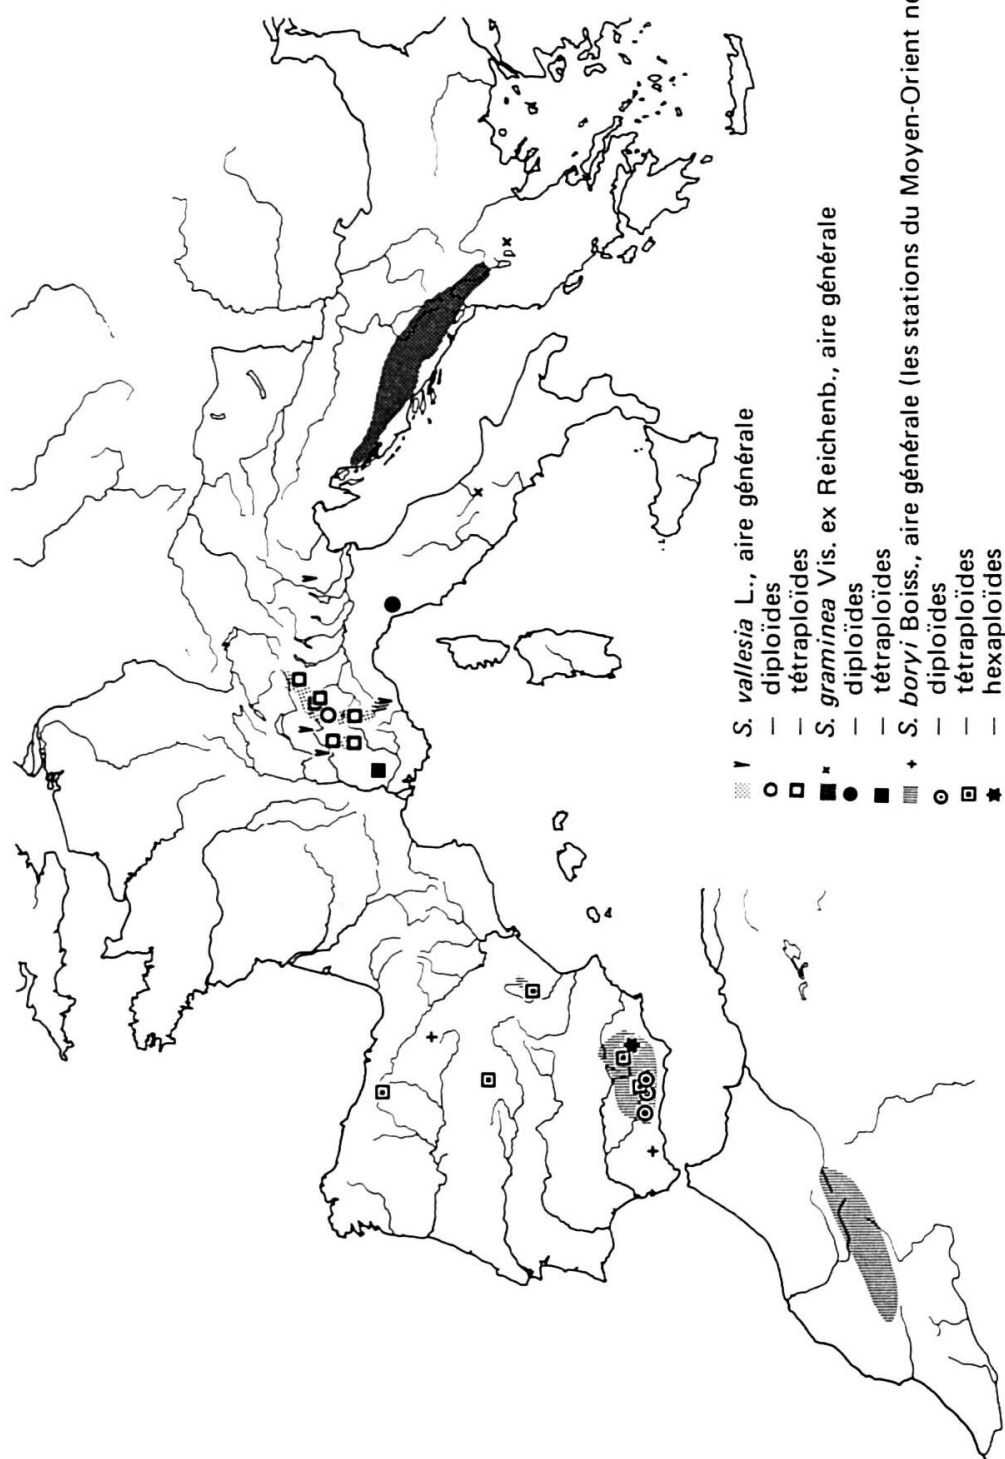 S. vallesia L., aire générale
— diploïdes
— tétraploïdes
S. graminea Vis. ex Reichenb., aire générale
— diploïdes
— tétraploïdes
S. boryi Boiss., aire générale (les stations du Moyen-Orient
— diploïdes
— tétraploïdes
— hexaploïdes